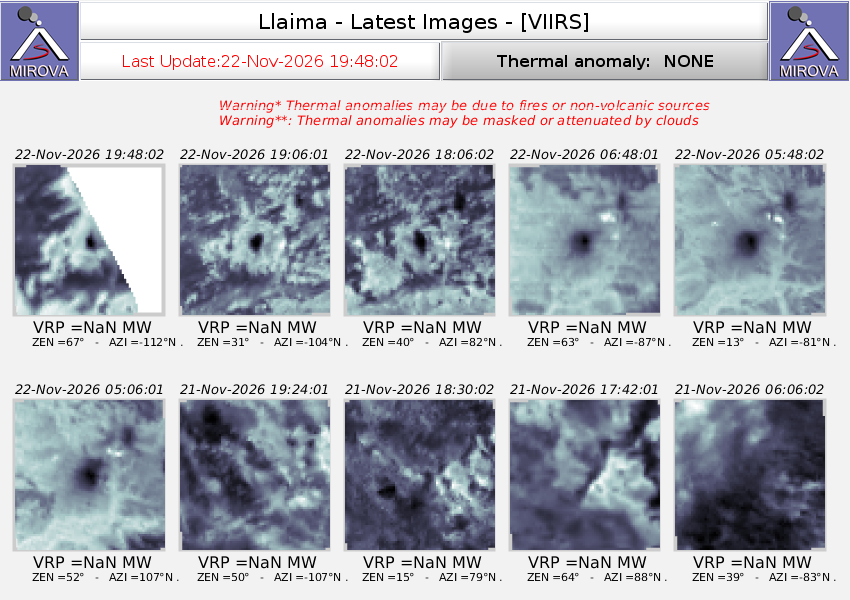 Llaima - Latest Images - [VIIRS]
MIROVA
Last Update:22-Nov-2026 19:48:02
Thermal anomaly: NONE
MIROVA
Warning* Thermal anomalies may be due to fires or non-volcanic sources
Warning**: Thermal anomalies may be masked or attenuated by clouds
22-Nov-2026 19:48:02
22-Nov-2026 19:06:01
22-Nov-2026 18:06:02
22-Nov-2026 06:48:01
22-Nov-2026 05:48:02
VRP =NaN MW
VRP =NaN MW
VRP =NaN MW
VRP =NaN MW
VRP =NaN MW
ZEN =67° - AZI =-112°N .
ZEN =31° - AZI =-104°N .
ZEN =40° - AZI =82°N .
ZEN =63° - AZI =-87°N .
ZEN =13° - AZI =-81°N .
22-Nov-2026 05:06:01
21-Nov-2026 19:24:01
21-Nov-2026 18:30:02
21-Nov-2026 17:42:01
21-Nov-2026 06:06:02
VRP =NaN MW
VRP =NaN MW
VRP =NaN MW
VRP =NaN MW
VRP =NaN MW
ZEN =52° - AZI =107°N .
ZEN =50° - AZI =-107°N .
ZEN =15° - AZI =79°N .
ZEN =64° - AZI =88°N .
ZEN =39° - AZI =-83°N .